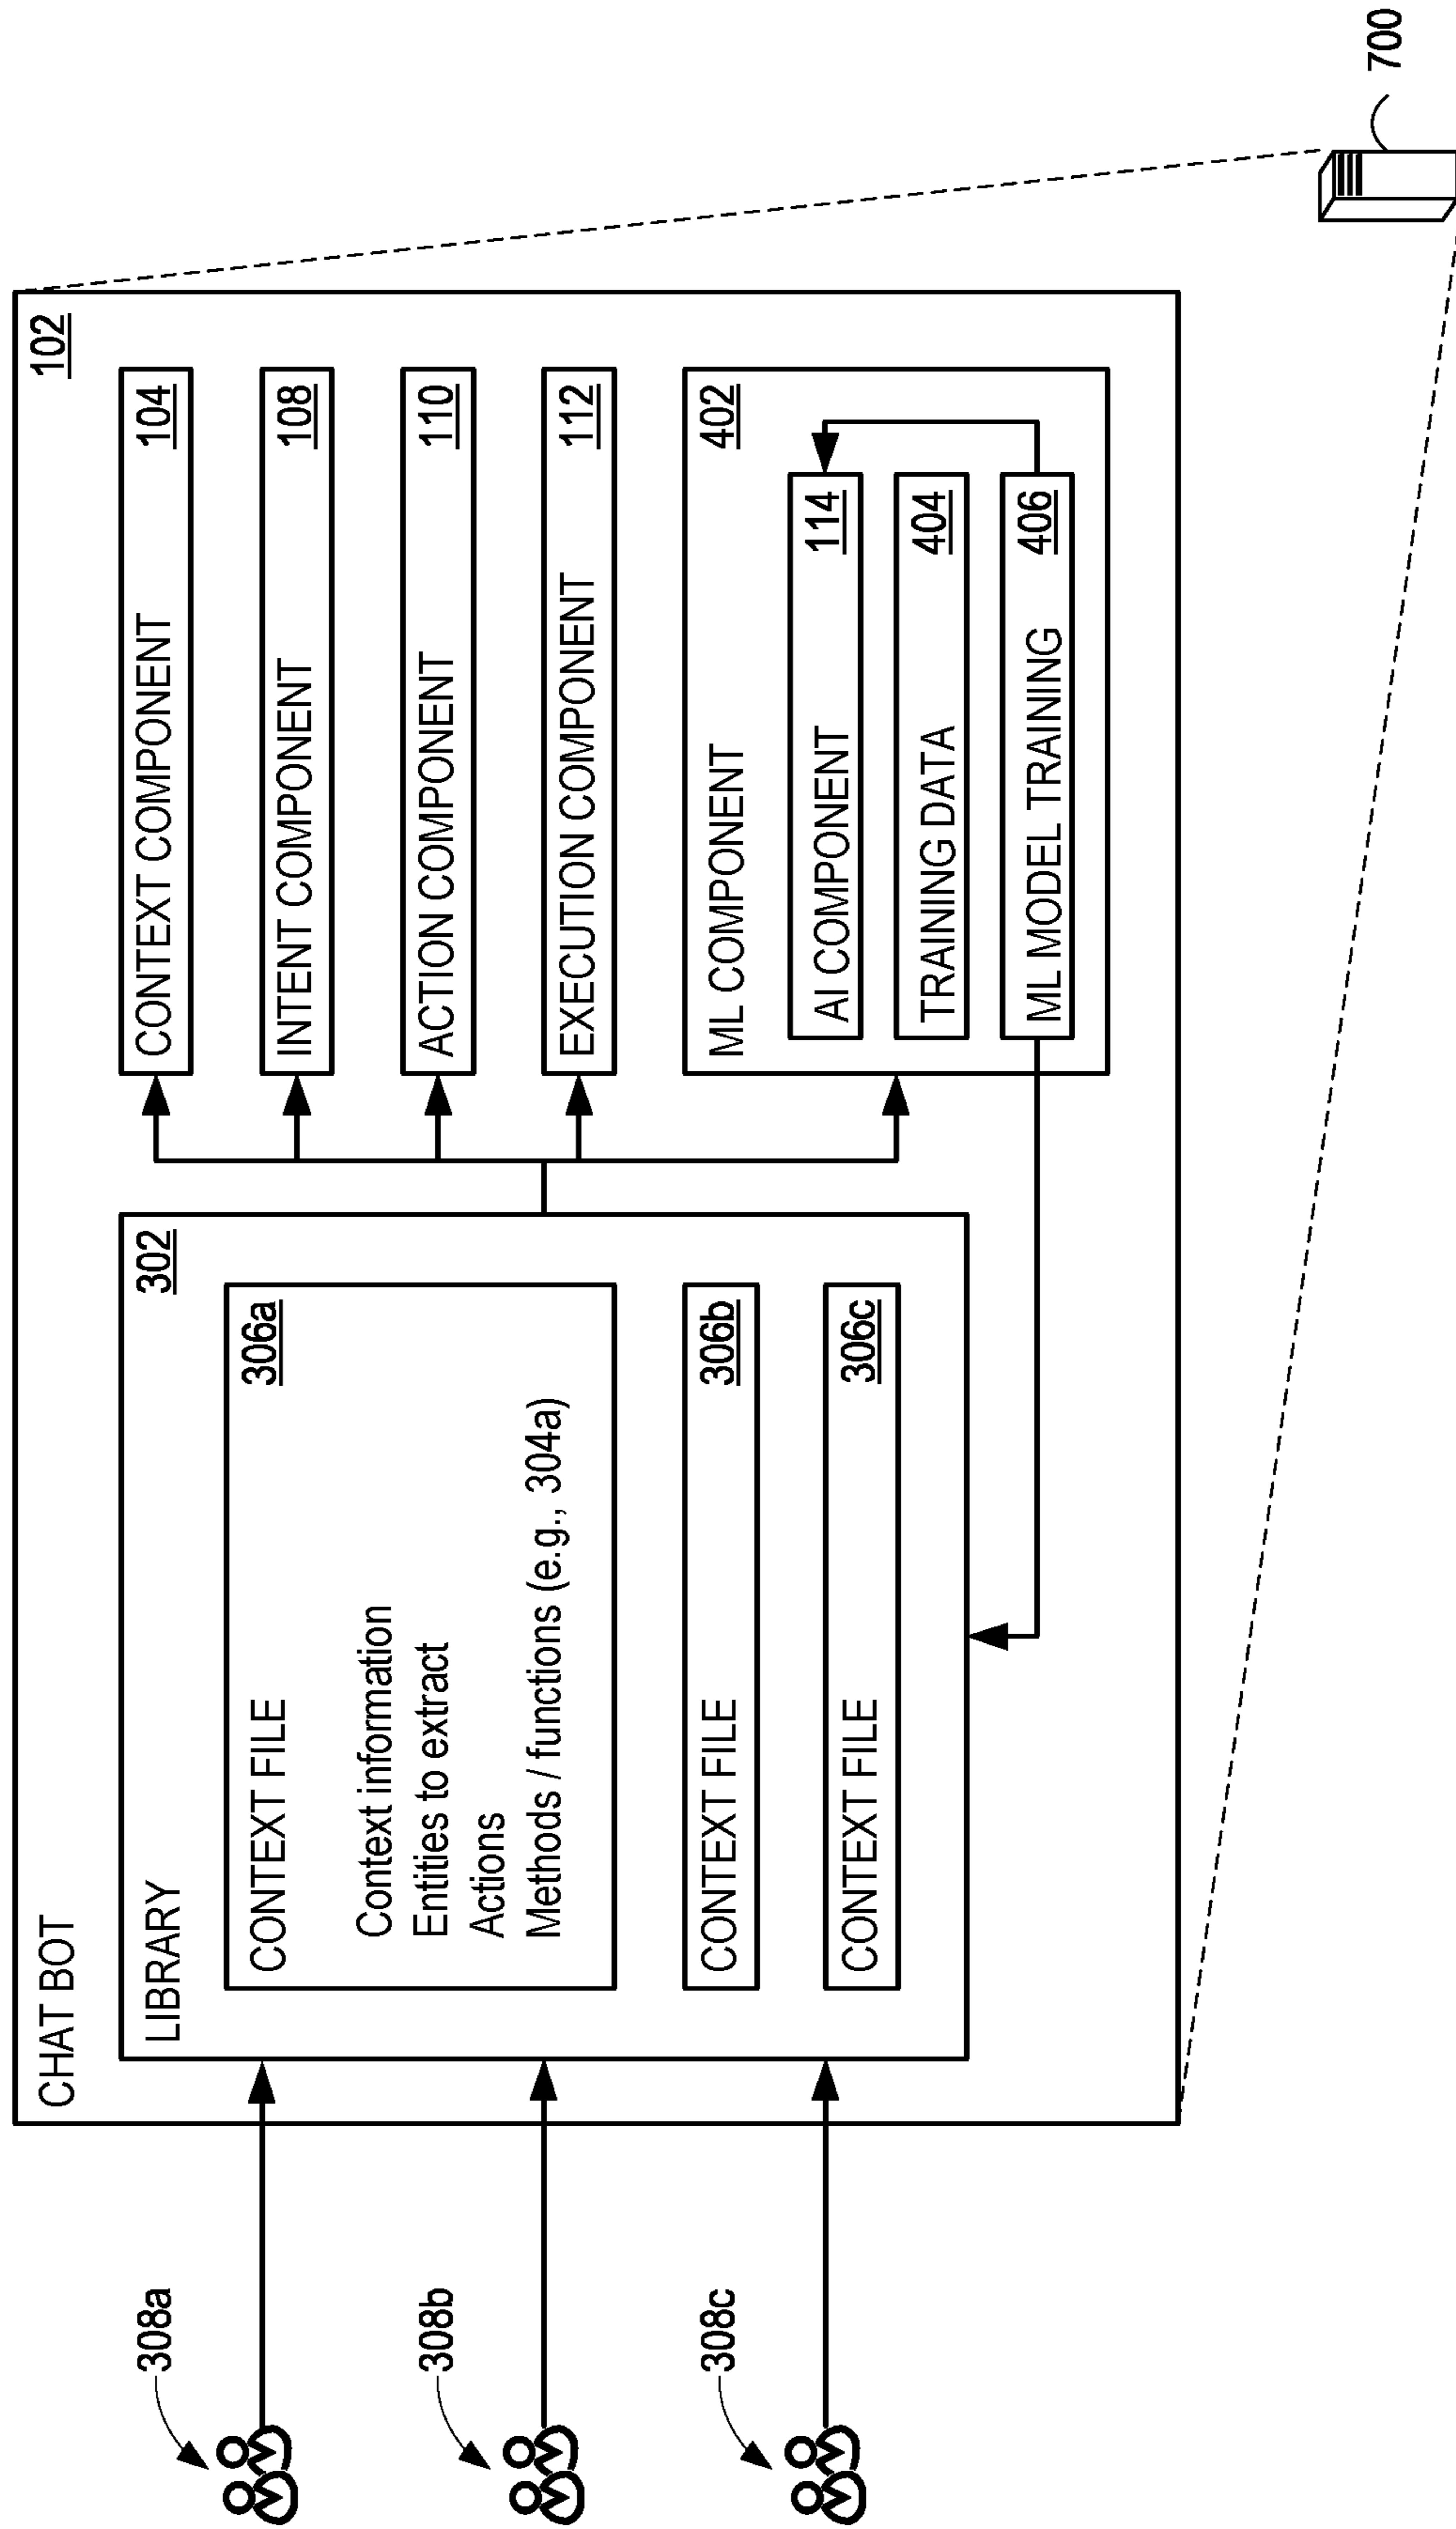 CHAT BOT 102
LIBRARY 302
CONTEXT FILE 306a
Context information
Entities to extract
Actions
Methods / functions (e.g., 304a)
CONTEXT FILE 306b
CONTEXT FILE 306c
CONTEXT COMPONENT 104
INTENT COMPONENT 108
ACTION COMPONENT 110
EXECUTION COMPONENT 112
ML COMPONENT 402
AI COMPONENT 114
TRAINING DATA 404
ML MODEL TRAINING 406
308a
308b
308c
700